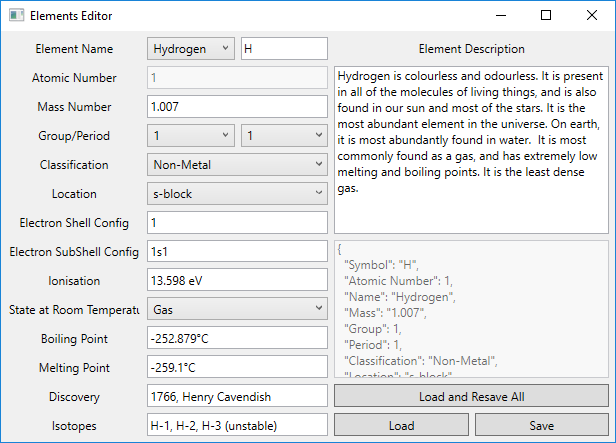 Elements Editor
Element Name Hydrogen H
Atomic Number 1
Mass Number 1.007
Group/Period 1 1
Classification Non-Metal
Location s-block
Electron Shell Config 1
Electron SubShell Config 1s1
Ionisation 13.598 eV
State at Room Temperatu Gas
Boiling Point -252.879°C
Melting Point -259.1°C
Discovery 1766, Henry Cavendish
Isotopes H-1, H-2, H-3 (unstable)
Element Description
Hydrogen is colourless and odourless. It is present
in all of the molecules of living things, and is also
found in our sun and most of the stars. It is the
most abundant element in the universe. On earth,
it is most abundantly found in water.  It is most
commonly found as a gas, and has extremely low
melting and boiling points. It is the least dense
gas.
{
"Symbol": "H",
"Atomic Number": 1,
"Name": "Hydrogen",
"Mass": "1.007",
"Group": 1,
"Period": 1,
"Classification": "Non-Metal",
"Location": "s-block"
Load and Resave All
Load Save